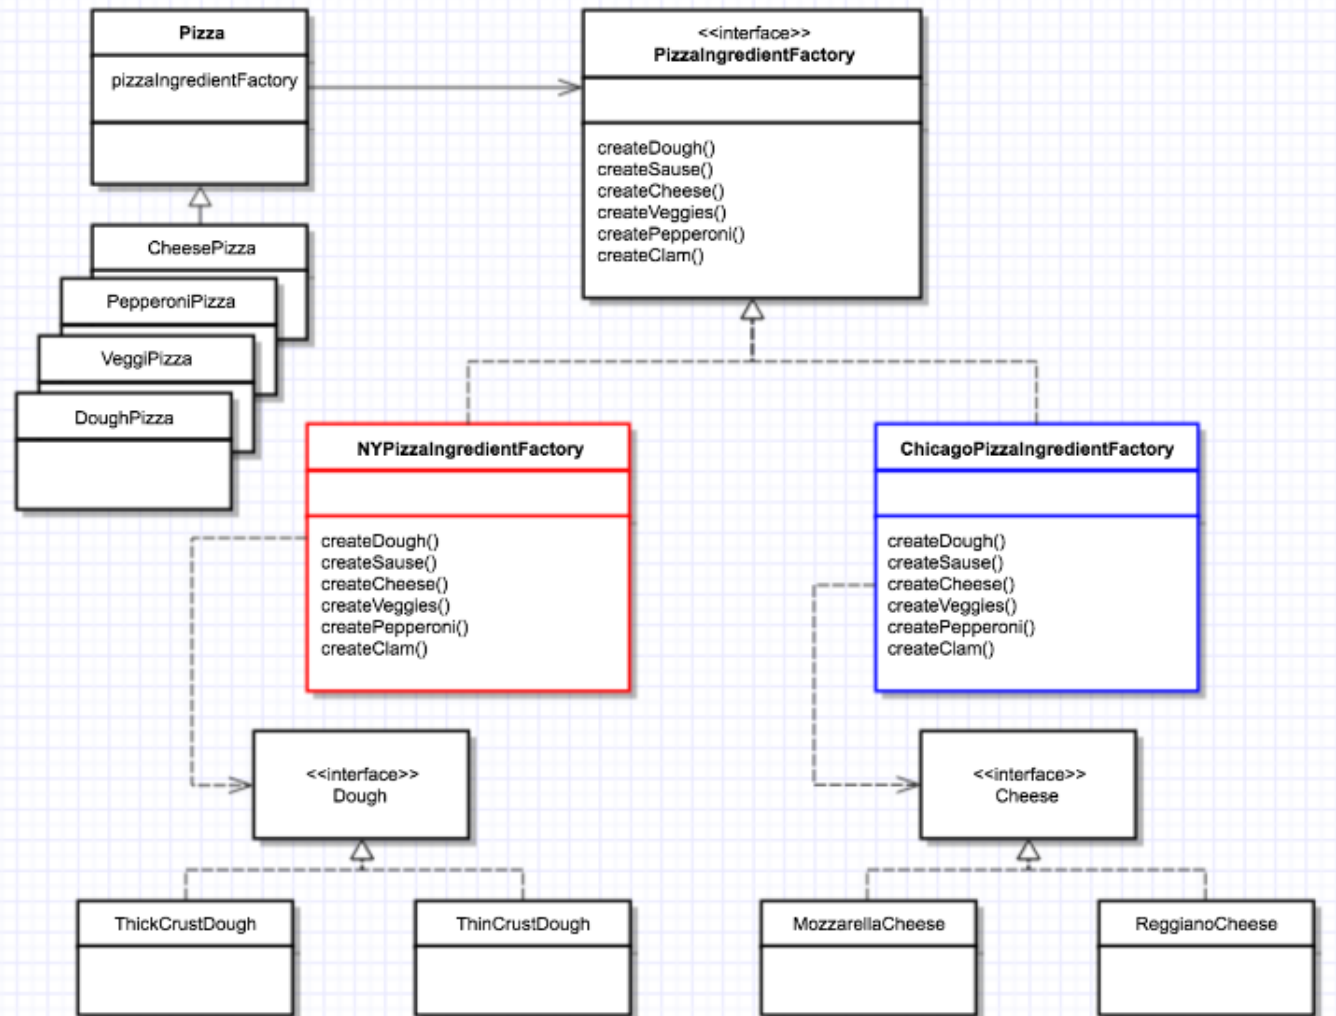 Pizza
pizzaIngredientFactory
<<interface>>
PizzaIngredientFactory
createDough()
createSause()
createCheese()
createVeggies()
createPepperoni()
createClam()
CheesePizza
PepperoniPizza
VeggiPizza
DoughPizza
NYPizzaIngredientFactory
createDough()
createSause()
createCheese()
createVeggies()
createPepperoni()
createClam()
ChicagoPizzaIngredientFactory
createDough()
createSause()
createCheese()
createVeggies()
createPepperoni()
createClam()
<<interface>>
Dough
<<interface>>
Cheese
ThickCrustDough
ThinCrustDough
MozzarellaCheese
ReggianoCheese